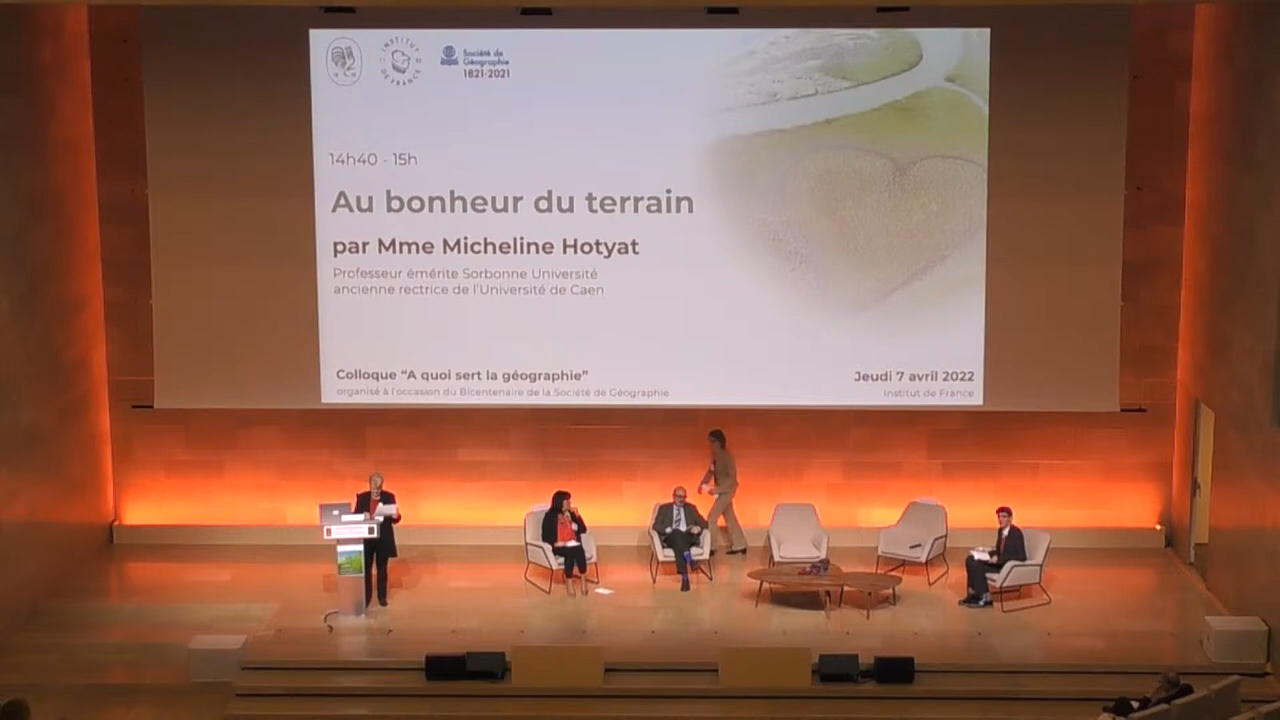 INSTITUT DE FRANCE
Société de
Géographie
1821-2021
14h40 - 15h
Au bonheur du terrain
par Mme Micheline Hotyat
Professeur émérite Sorbonne Université
ancienne rectrice de l'Université de Caen
Colloque “A quoi sert la géographie”
organisé à l'occasion du Bicentenaire de la Société de Géographie
Jeudi 7 avril 2022
Institut de France